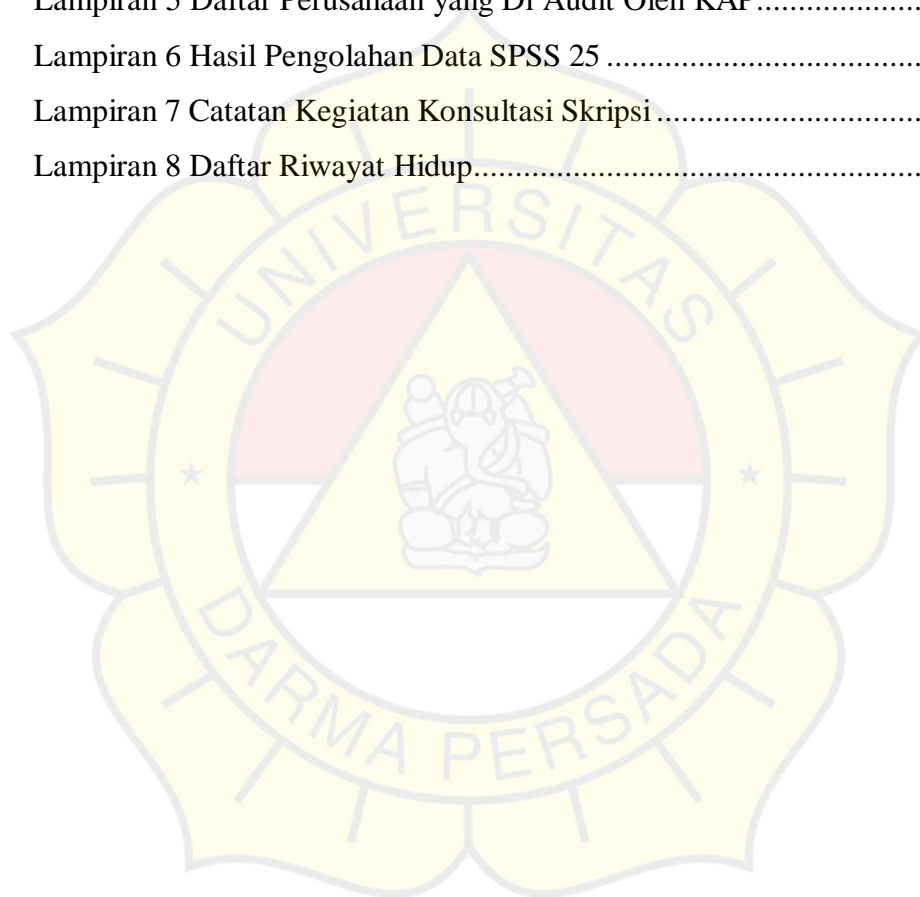 Lampiran 5 Daftar Perusahaan yang Di Audit Oleh KAP....................
Lampiran 6 Hasil Pengolahan Data SPSS 25 ......................................
Lampiran 7 Catatan Kegiatan Konsultasi Skripsi ................................
Lampiran 8 Daftar Riwayat Hidup.......................................................
UNIVERSITAS
DARMA PERSADA